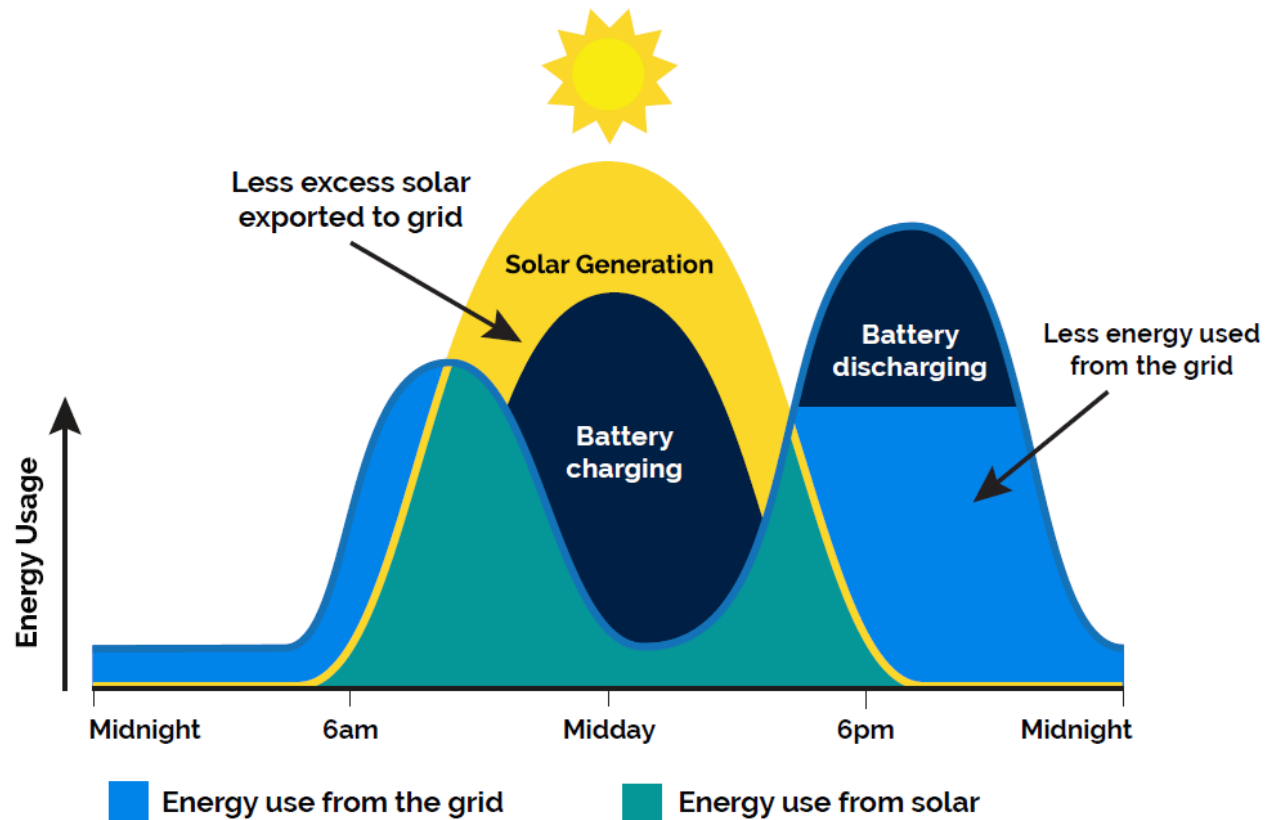 Less excess solar
exported to grid
Solar Generation
Battery
discharging
Less energy used
from the grid
Battery
charging
Energy Usage
Midnight
6am
Midday
6pm
Midnight
Energy use from the grid
Energy use from solar